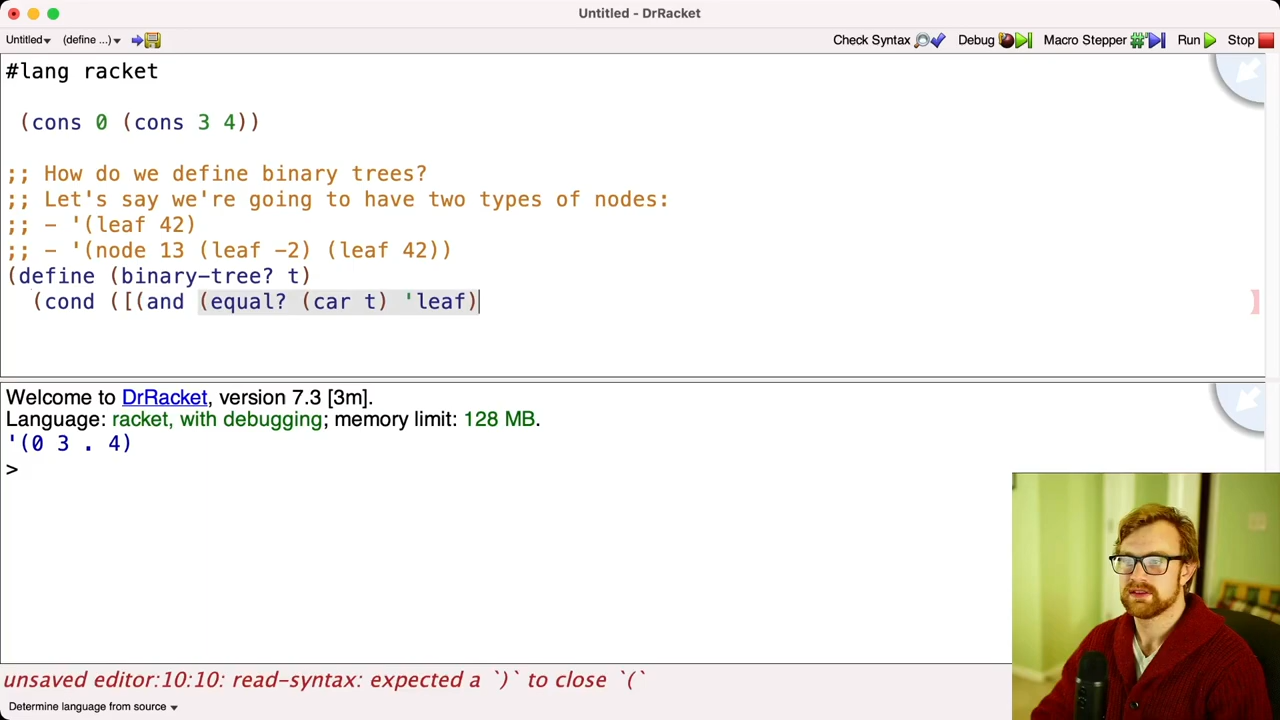 Untitled - DrRacket
Untitled (define ...) Check Syntax Debug Macro Stepper Run Stop
#lang racket
(cons 0 (cons 3 4))
;; How do we define binary trees?
;; Let's say we're going to have two types of nodes:
;; - '(leaf 42)
;; - '(node 13 (leaf -2) (leaf 42))
(define (binary-tree? t)
(cond ([(and (equal? (car t) 'leaf)
Welcome to DrRacket, version 7.3 [3m].
Language: racket, with debugging; memory limit: 128 MB.
'(0 3 . 4)
>
unsaved editor:10:10: read-syntax: expected a `)` to close `(`
Determine language from source